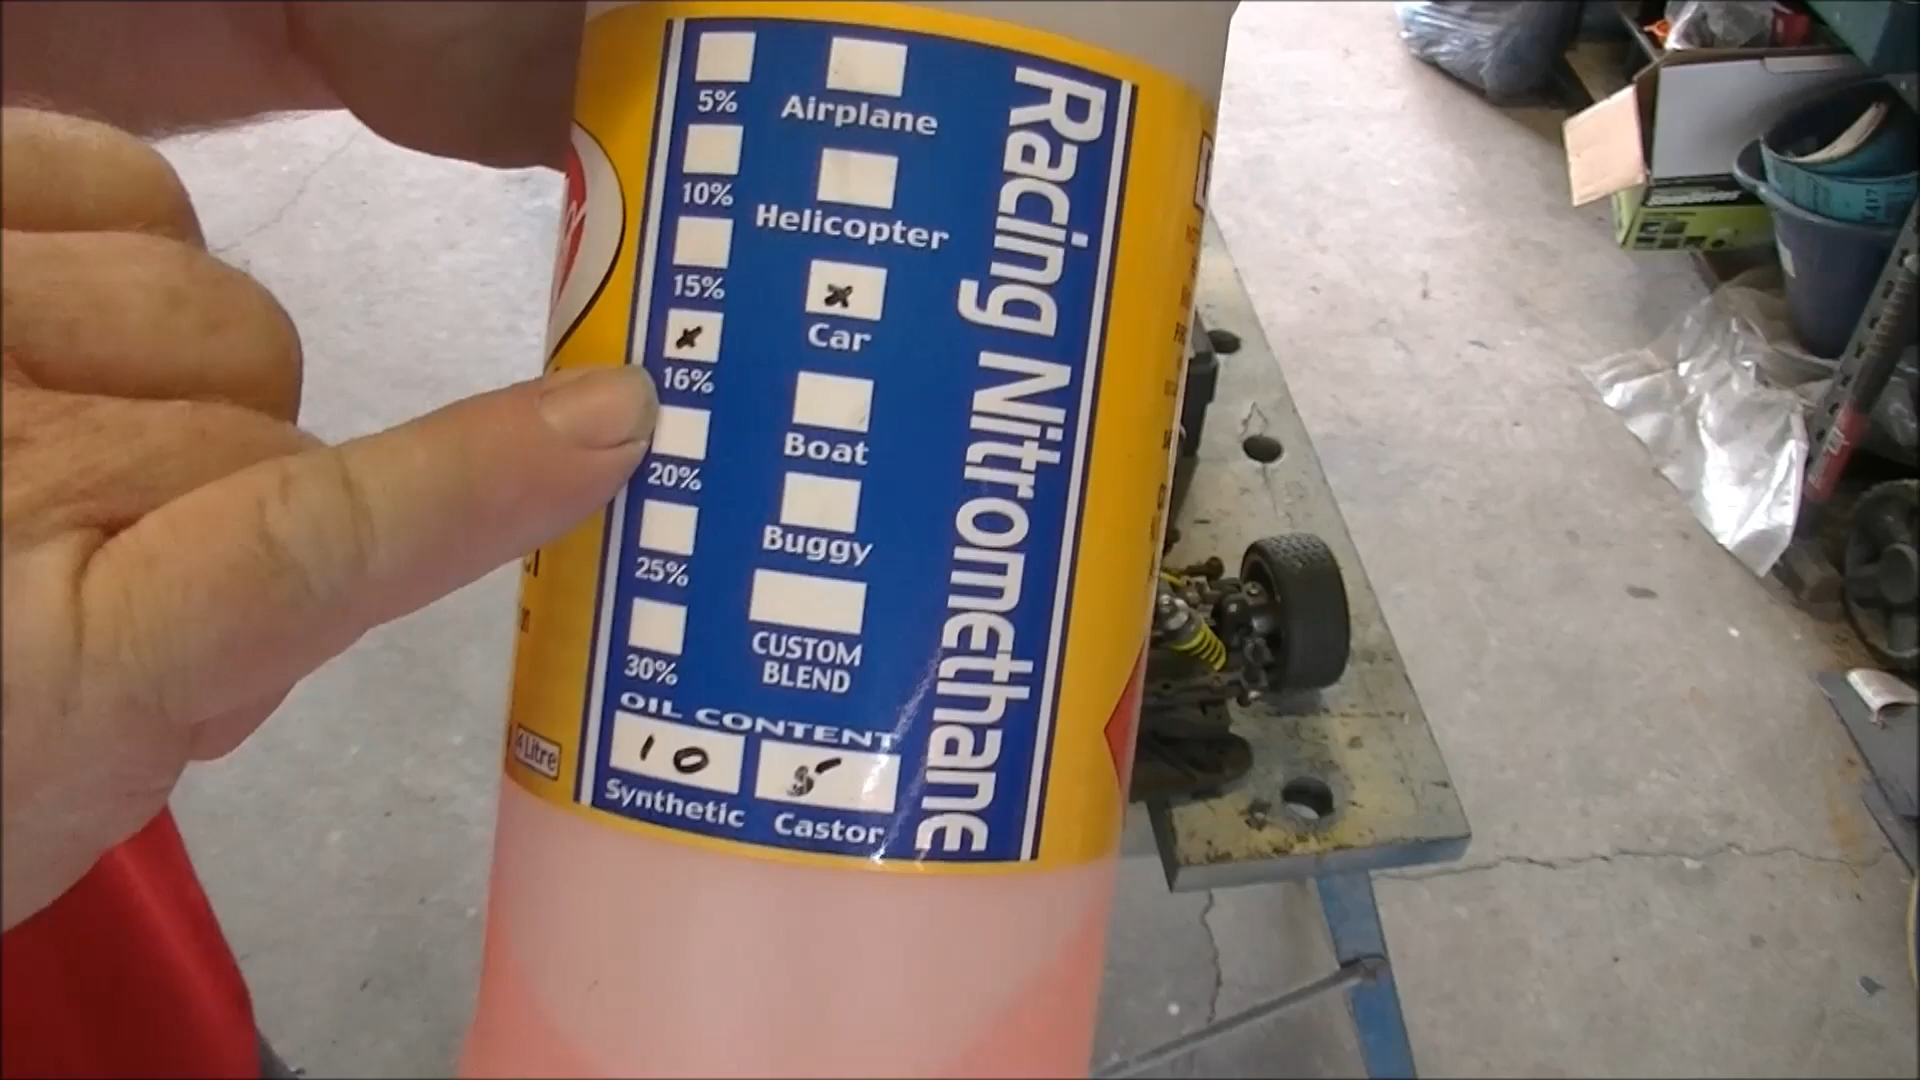 5%
10%
15%
x
16%
20%
25%
30%
Airplane
Helicopter
x
Car
Boat
Buggy
CUSTOM
BLEND
OIL CONTENT
10
Synthetic
5
Castor
Racing Nitromethane
4 Litre